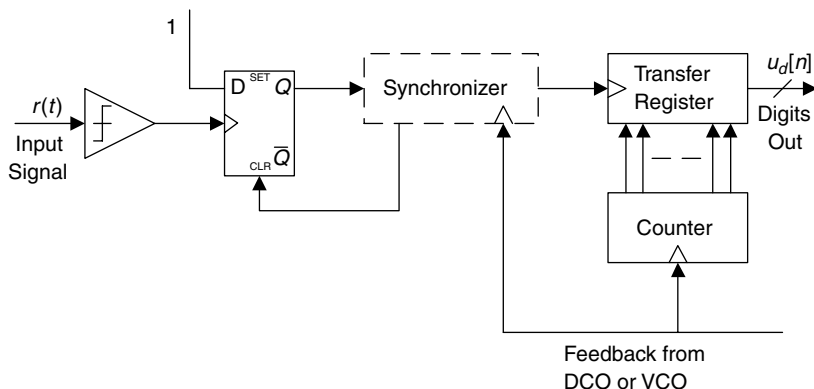 1
r(t)
Input
Signal
D SET Q
CLR Q̅
Synchronizer
Transfer
Register
u_d[n]
Digits
Out
Counter
Feedback from
DCO or VCO